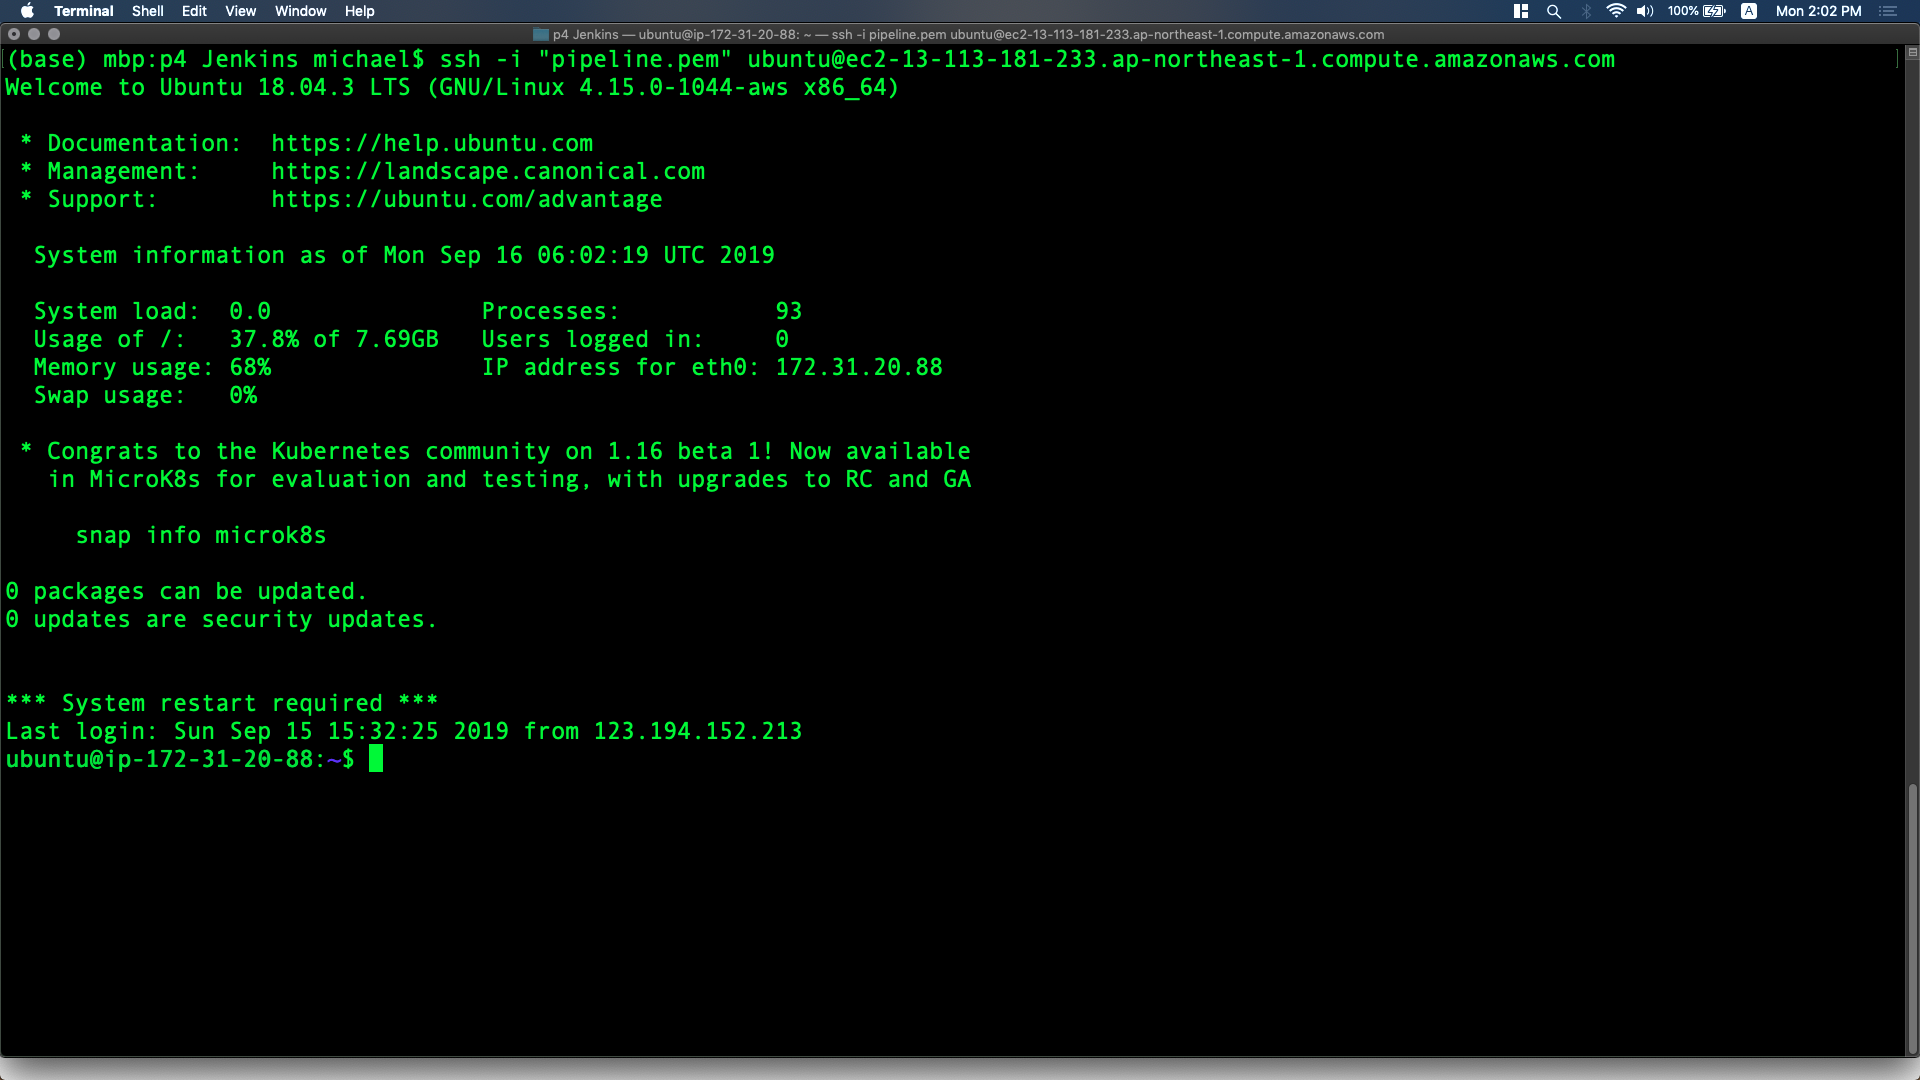 Terminal Shell Edit View Window Help 100% A Mon 2:02 PM
p4 Jenkins — ubuntu@ip-172-31-20-88: ~ — ssh -i pipeline.pem ubuntu@ec2-13-113-181-233.ap-northeast-1.compute.amazonaws.com
(base) mbp:p4 Jenkins michael$ ssh -i "pipeline.pem" ubuntu@ec2-13-113-181-233.ap-northeast-1.compute.amazonaws.com
Welcome to Ubuntu 18.04.3 LTS (GNU/Linux 4.15.0-1044-aws x86_64)
* Documentation: https://help.ubuntu.com
* Management: https://landscape.canonical.com
* Support: https://ubuntu.com/advantage
System information as of Mon Sep 16 06:02:19 UTC 2019
System load: 0.0 Processes: 93
Usage of /: 37.8% of 7.69GB Users logged in: 0
Memory usage: 68% IP address for eth0: 172.31.20.88
Swap usage: 0%
* Congrats to the Kubernetes community on 1.16 beta 1! Now available
in MicroK8s for evaluation and testing, with upgrades to RC and GA
snap info microk8s
0 packages can be updated.
0 updates are security updates.
*** System restart required ***
Last login: Sun Sep 15 15:32:25 2019 from 123.194.152.213
ubuntu@ip-172-31-20-88:~$